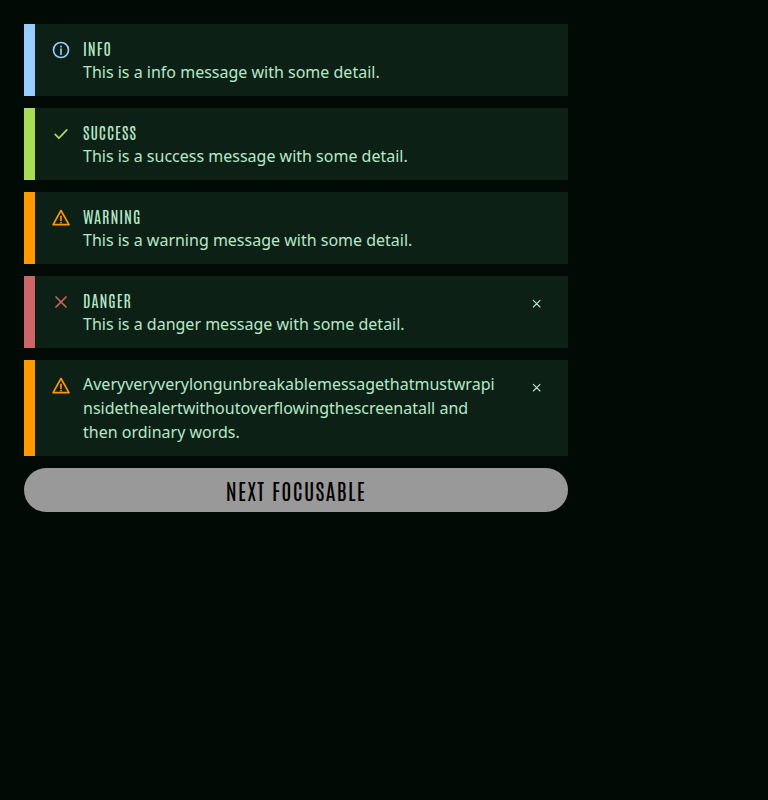 INFO
This is a info message with some detail.
SUCCESS
This is a success message with some detail.
WARNING
This is a warning message with some detail.
DANGER
This is a danger message with some detail.
Averyveryverylongunbreakablemessagethatmustwrapi
nsidethealertwithoutoverflowingthescreenatall and
then ordinary words.
NEXT FOCUSABLE